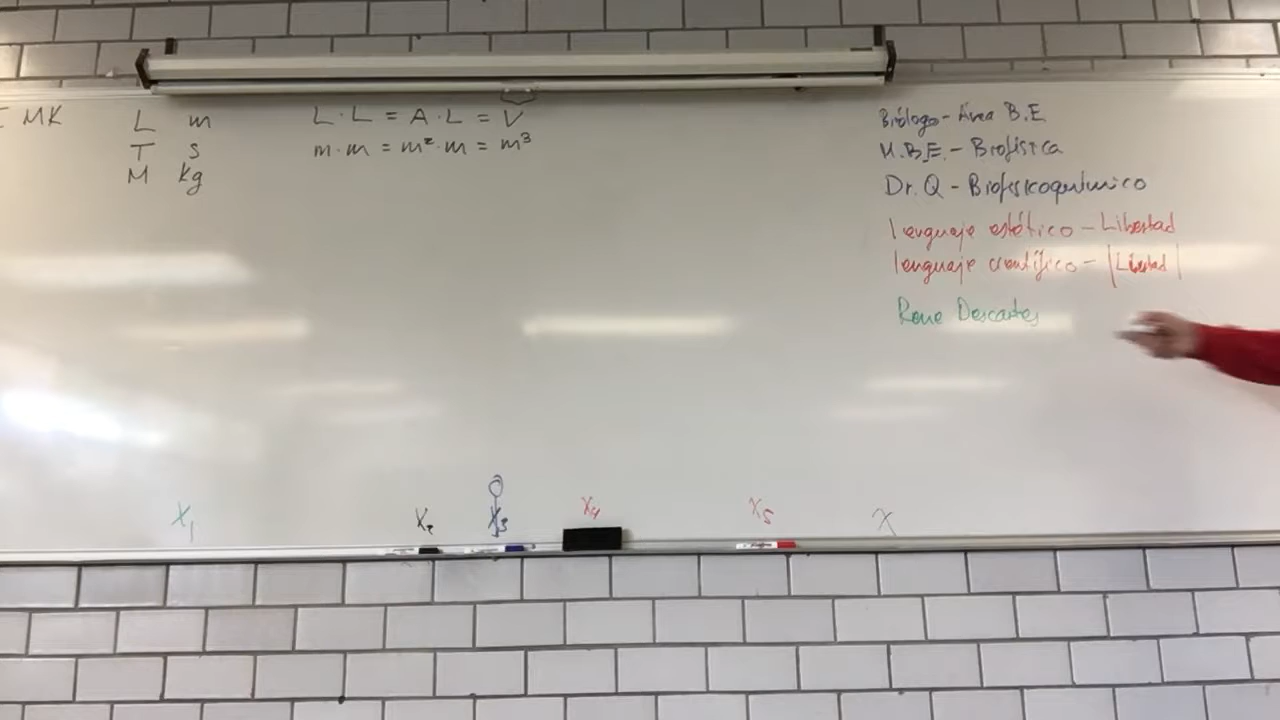 MK
L m
T s
M kg
L · L = A · L = V
m · m = m² · m = m³
Biólogo - Área B.E
M.B.E. - Biofísica
Dr. Q - Biofisicoquímico
lenguaje estético - Libertad
lenguaje científico - |Libertad|
Rene Descartes
X₁ X₂ X₃ X₄ X₅ X